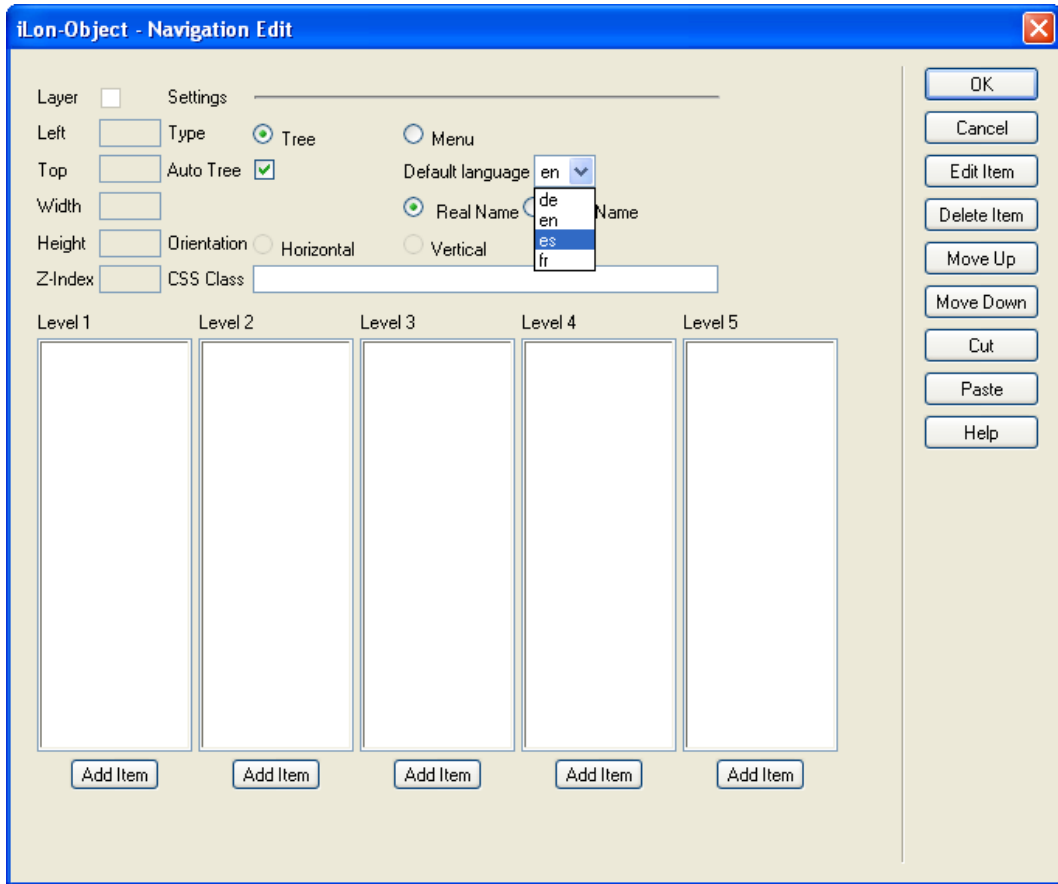 iLon-Object - Navigation Edit
Layer Settings
OK
Left Type Tree Menu
Cancel
Top Auto Tree Default language en
Edit Item
de
Width Real Name Name
en
Delete Item
Height Orientation Horizontal Vertical
es
Move Up
fr
Z-Index CSS Class
Move Down
Level 1 Level 2 Level 3 Level 4 Level 5
Cut
Paste
Help
Add Item Add Item Add Item Add Item Add Item